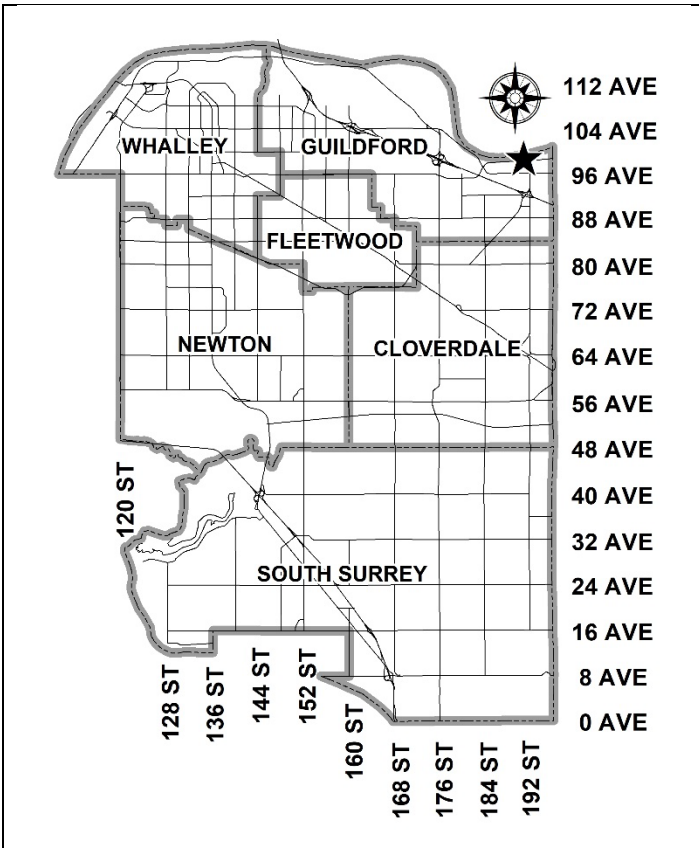 112 AVE
104 AVE
WHALLEY
GUILDFORD
96 AVE
88 AVE
FLEETWOOD
80 AVE
72 AVE
NEWTON
CLOVERDALE
64 AVE
56 AVE
48 AVE
120 ST
40 AVE
32 AVE
SOUTH SURREY
24 AVE
16 AVE
128 ST
136 ST
144 ST
152 ST
160 ST
8 AVE
0 AVE
168 ST
176 ST
184 ST
192 ST